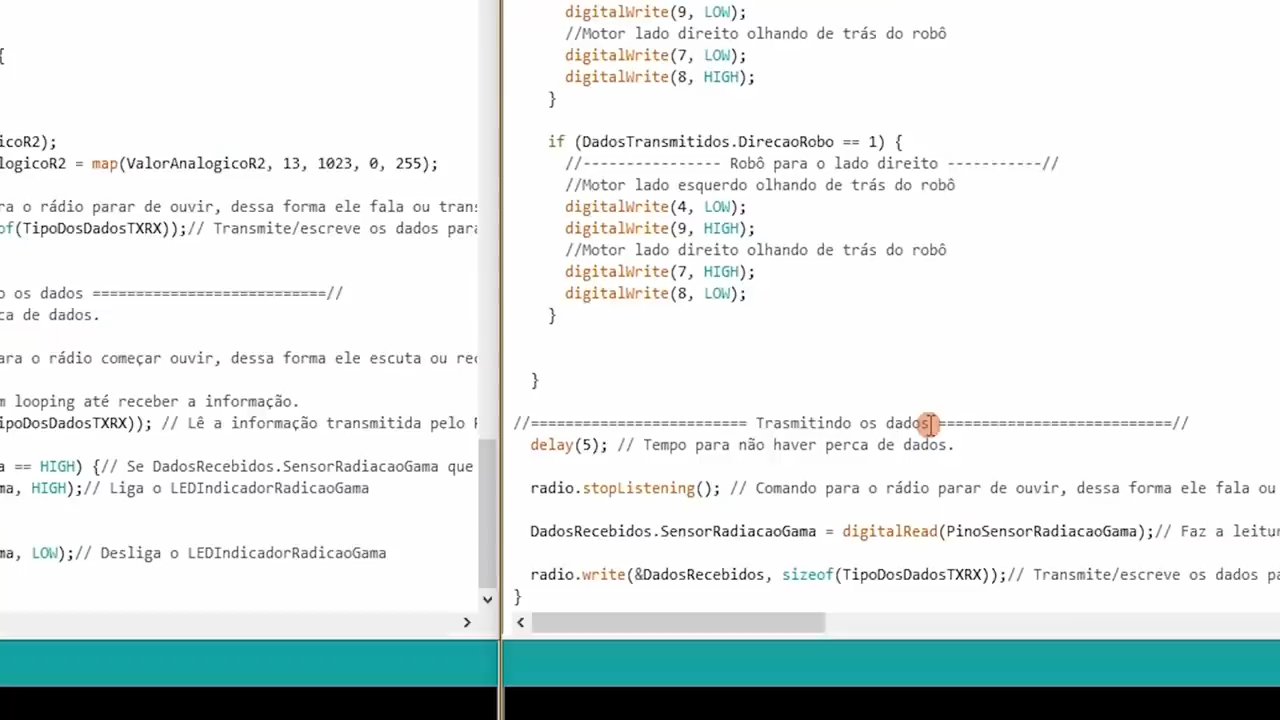 {
icoR2);
logicoR2 = map(ValorAnalogicoR2, 13, 1023, 0, 255);
ra o rádio parar de ouvir, dessa forma ele fala ou trans
of(TipoDosDadosTXRX));// Transmite/escreve os dados para
o os dados ===========================//
ca de dados.
ara o rádio começar ouvir, dessa forma ele escuta ou rec
m looping até receber a informação.
ipoDosDadosTXRX)); // Lê a informação transmitida pelo R
a == HIGH) {// Se DadosRecebidos.SensorRadiacaoGama que
ma, HIGH);// Liga o LEDIndicadorRadicaoGama
ma, LOW);// Desliga o LEDIndicadorRadicaoGama
digitalWrite(9, LOW);
//Motor lado direito olhando de trás do robô
digitalWrite(7, LOW);
digitalWrite(8, HIGH);
}
if (DadosTransmitidos.DirecaoRobo == 1) {
//---------------- Robô para o lado direito -----------//
//Motor lado esquerdo olhando de trás do robô
digitalWrite(4, LOW);
digitalWrite(9, HIGH);
//Motor lado direito olhando de trás do robô
digitalWrite(7, HIGH);
digitalWrite(8, LOW);
}
}
//========================= Trasmitindo os dados ===========================//
delay(5); // Tempo para não haver perca de dados.
radio.stopListening(); // Comando para o rádio parar de ouvir, dessa forma ele fala ou
DadosRecebidos.SensorRadiacaoGama = digitalRead(PinoSensorRadiacaoGama);// Faz a leitur
radio.write(&DadosRecebidos, sizeof(TipoDosDadosTXRX));// Transmite/escreve os dados pa
}